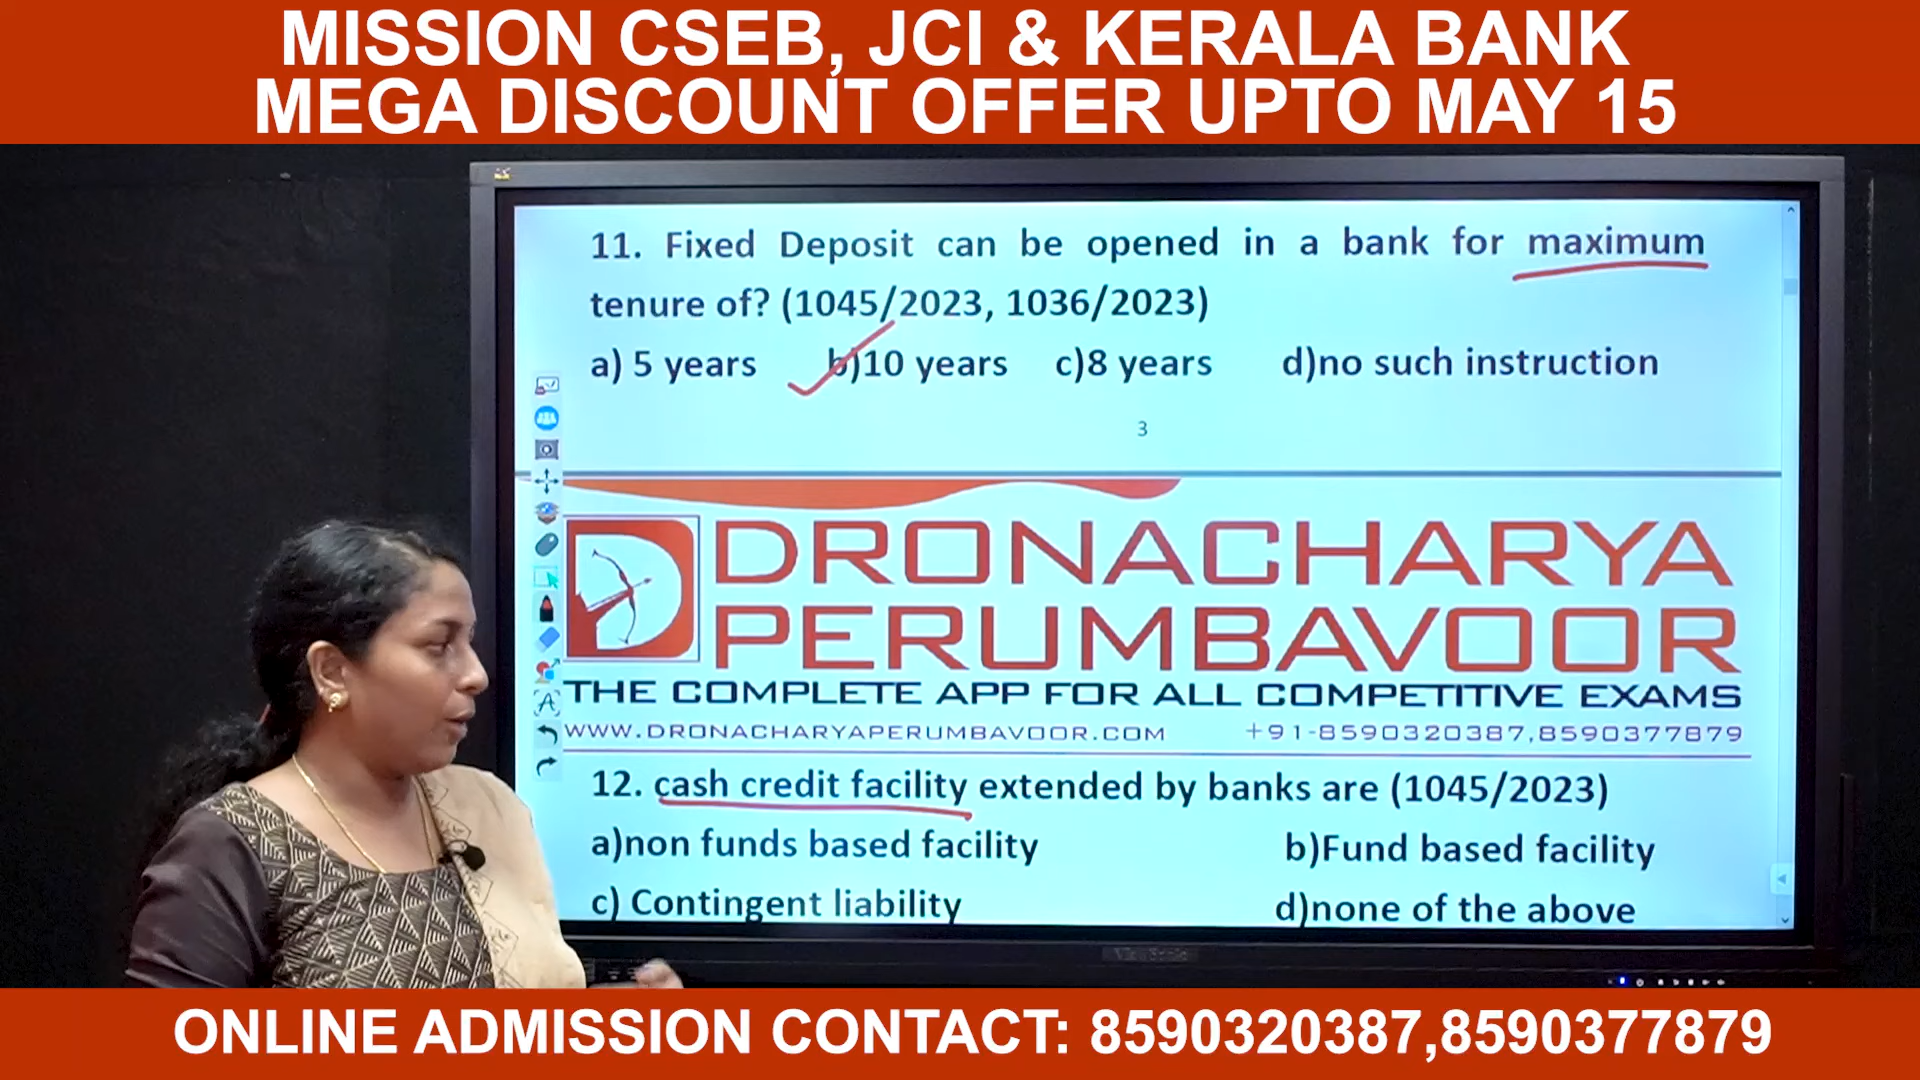 MISSION CSEB, JCI & KERALA BANK
MEGA DISCOUNT OFFER UPTO MAY 15
11. Fixed Deposit can be opened in a bank for maximum
tenure of? (1045/2023, 1036/2023)
a) 5 years b)10 years c)8 years d)no such instruction
3
DRONACHARYA
PERUMBAVOOR
THE COMPLETE APP FOR ALL COMPETITIVE EXAMS
WWW.DRONACHARYAPERUMBAVOOR.COM +91-8590320387,8590377879
12. cash credit facility extended by banks are (1045/2023)
a)non funds based facility b)Fund based facility
c) Contingent liability d)none of the above
ViewSonic
ONLINE ADMISSION CONTACT: 8590320387,8590377879